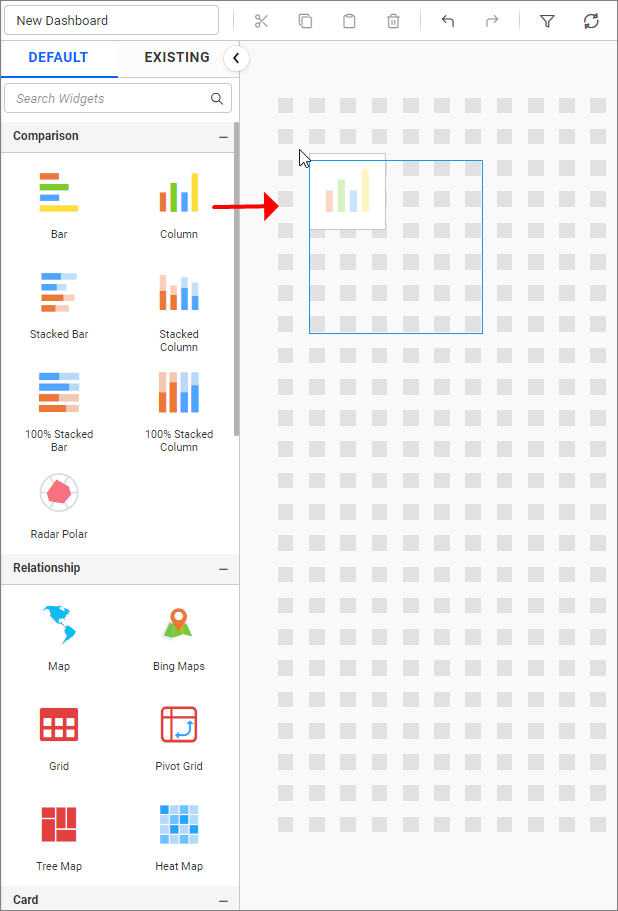 New Dashboard
DEFAULT
EXISTING
Search Widgets
Comparison
Bar
Column
Stacked Bar
Stacked
Column
100% Stacked
Bar
100% Stacked
Column
Radar Polar
Relationship
Map
Bing Maps
Grid
Pivot Grid
Tree Map
Heat Map
Card